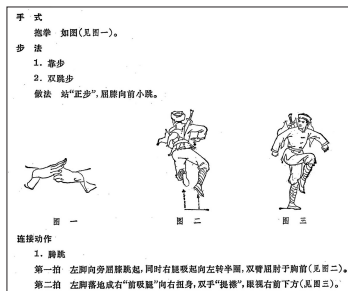 手 式
抱拳 如图(见图一)。
步 法
1. 靠步
2. 双跳步
做法 站“正步”,屈膝向前小跳。
图 一 图 二 图 三
连接动作
1. 腾跳
第一拍 左脚向旁屈膝跳起,同时右腿吸起向左转半圈,双臂屈肘于胸前(见图二)。
第二拍 左脚落地成右“前吸腿”向右扭身,双手“提襟”,眼视右前下方(见图三)。